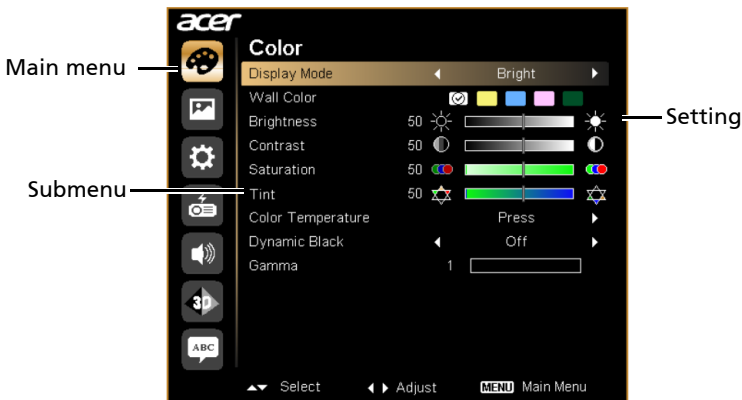 acer
Color
Main menu
Display Mode Bright
Wall Color
Brightness 50
Setting
Contrast 50
Saturation 50
Submenu
Tint 50
Color Temperature Press
Dynamic Black Off
Gamma 1
3D
ABC
Select Adjust MENU Main Menu